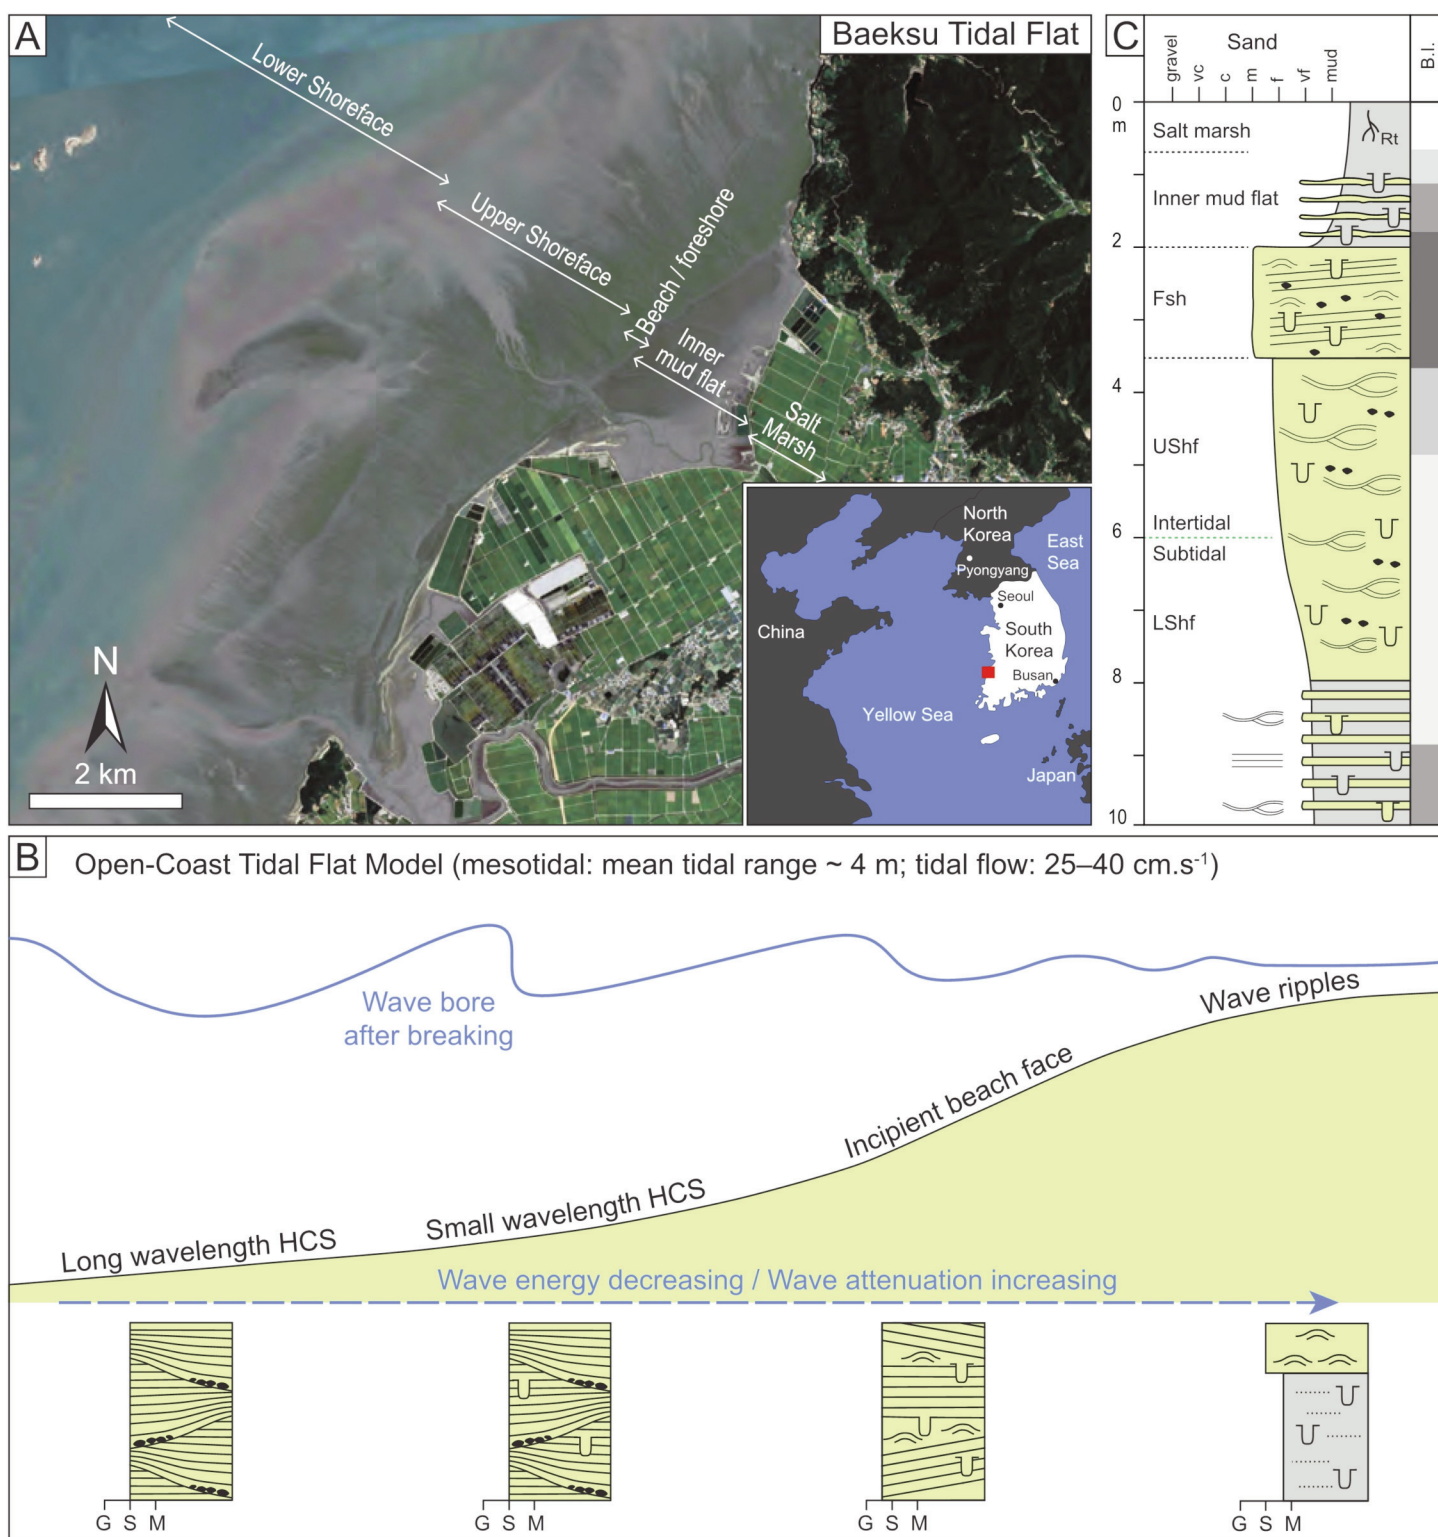 A
Baeksu Tidal Flat
Lower Shoreface
Upper Shoreface
Beach / foreshore
Inner
mud flat
Salt
Marsh
N
2 km
North
Korea
East
Sea
Pyongyang
Seoul
China
South
Korea
Busan
Yellow Sea
Japan
C
Sand
B.I.
gravel
vc
c
m
f
vf
mud
0
m
Salt marsh
Rt
Inner mud flat
2
Fsh
4
UShf
Intertidal
6
Subtidal
LShf
8
10
B
Open-Coast Tidal Flat Model (mesotidal: mean tidal range ~ 4 m; tidal flow: 25–40 cm.s⁻¹)
Wave bore
after breaking
Wave ripples
Incipient beach face
Small wavelength HCS
Long wavelength HCS
Wave energy decreasing / Wave attenuation increasing
G S M
G S M
G S M
G S M